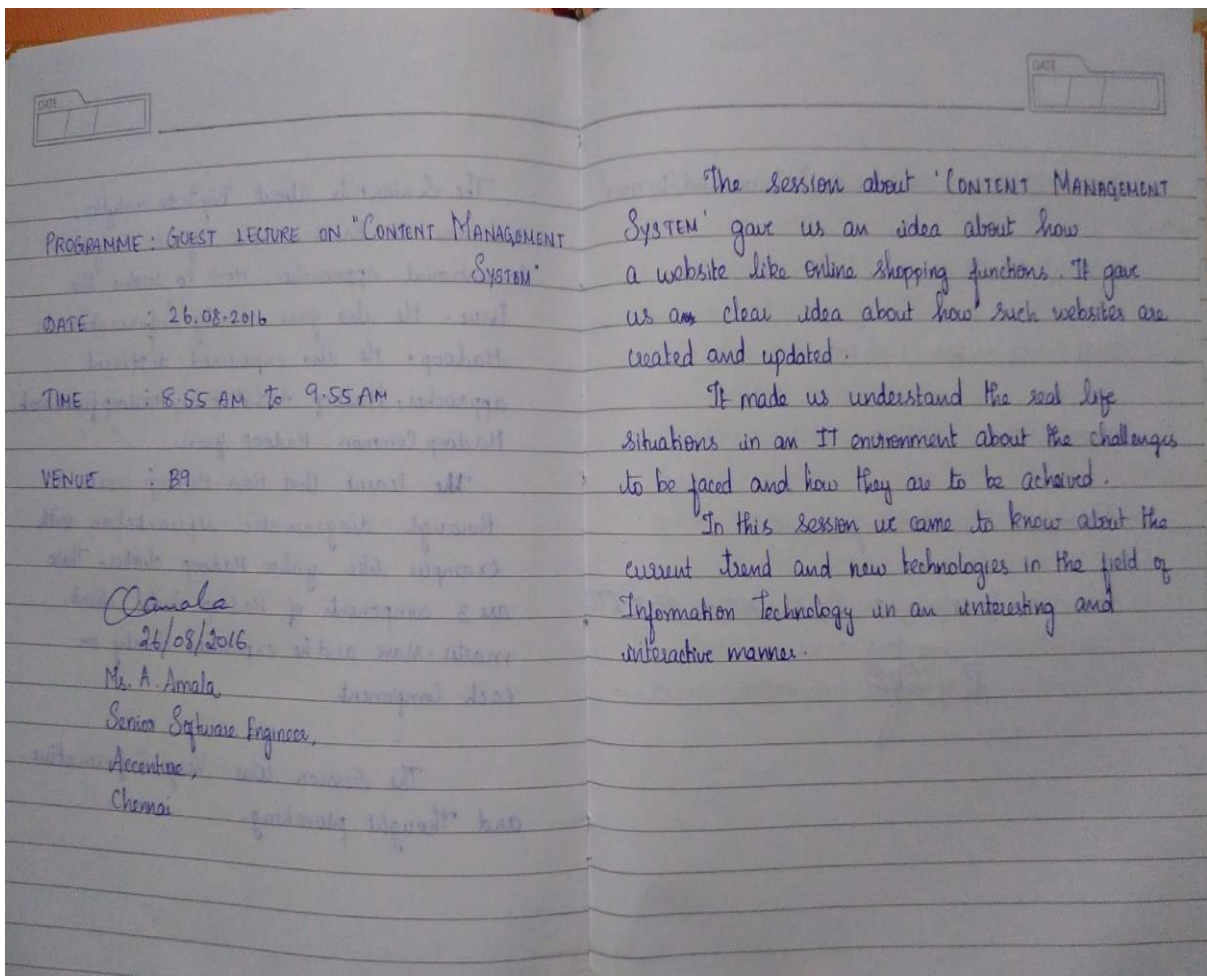 DATE
PROGRAMME : GUEST LECTURE ON "CONTENT MANAGEMENT
SYSTEM"
DATE : 26.08.2016
TIME : 8.55 AM to 9.55 AM
VENUE : B9
26/08/2016
Ms. A. Amala,
Senior Software Engineer,
Accenture,
Chennai
DATE
The session about 'CONTENT MANAGEMENT
SYSTEM' gave us an idea about how
a website like online shopping functions. It gave
us clear idea about how such websites are
created and updated.
It made us understand the real life
situations in an IT environment about the challenges
to be faced and how they are to be acheived.
In this session we came to know about the
current trend and new technologies in the field of
Information Technology in an interesting and
interactive manner.